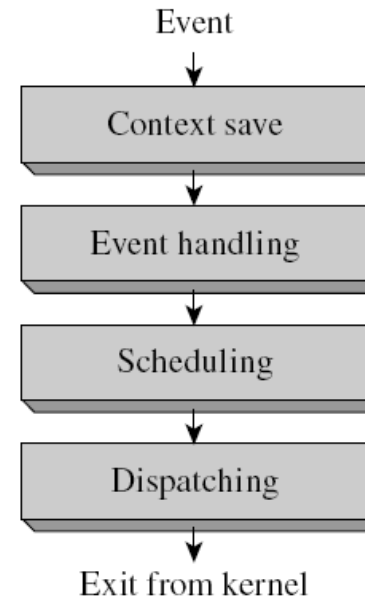 Event
Context save
Event handling
Scheduling
Dispatching
Exit from kernel